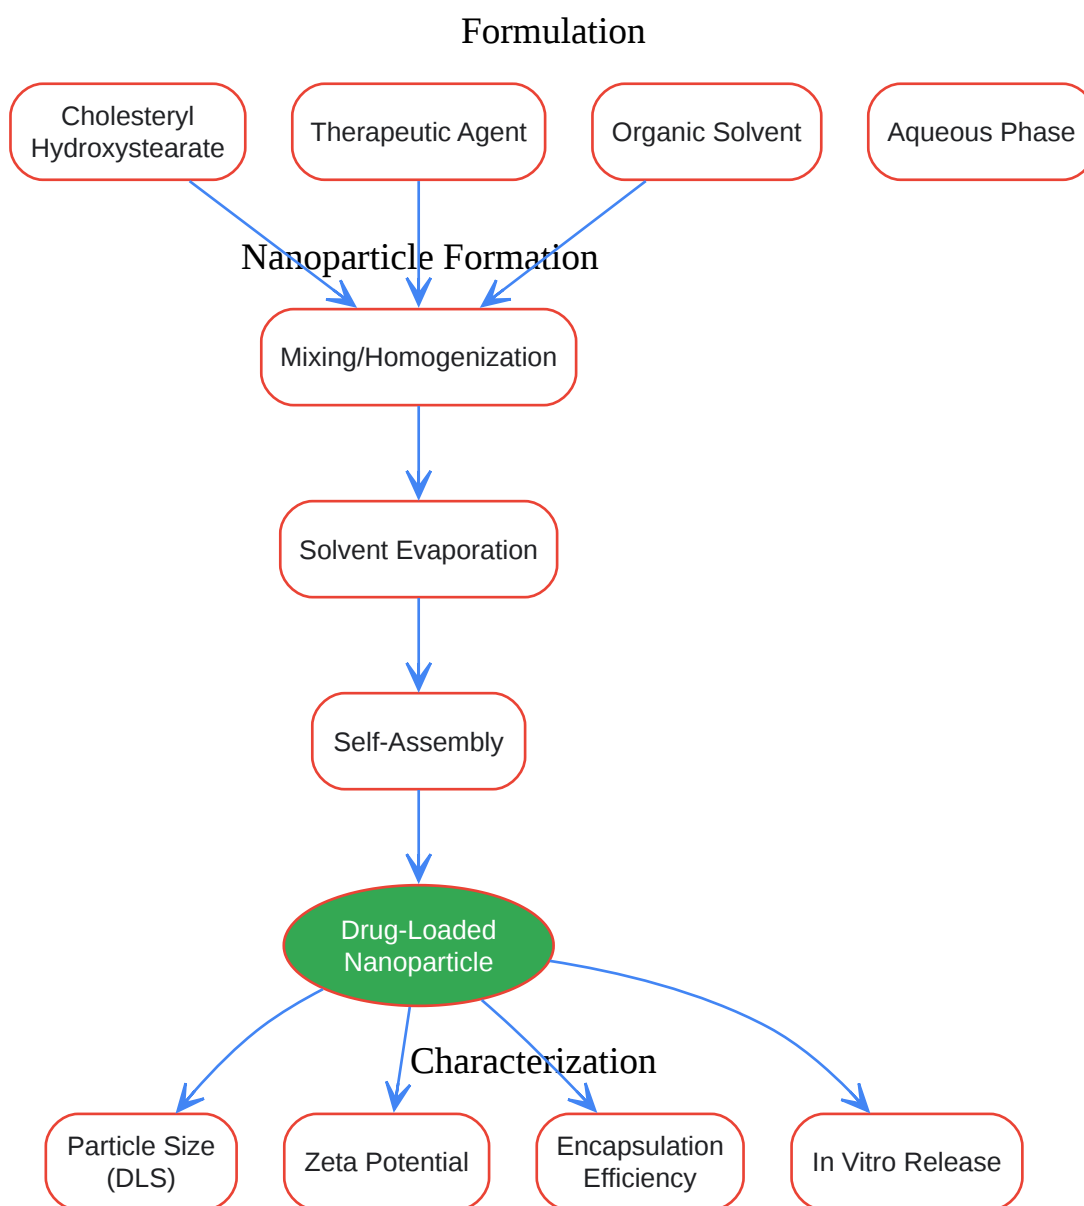 Formulation
Cholesteryl
Hydroxystearate
Therapeutic Agent
Organic Solvent
Aqueous Phase
Nanoparticle Formation
Mixing/Homogenization
Solvent Evaporation
Self-Assembly
Drug-Loaded
Nanoparticle
Characterization
Particle Size
(DLS)
Zeta Potential
Encapsulation
Efficiency
In Vitro Release